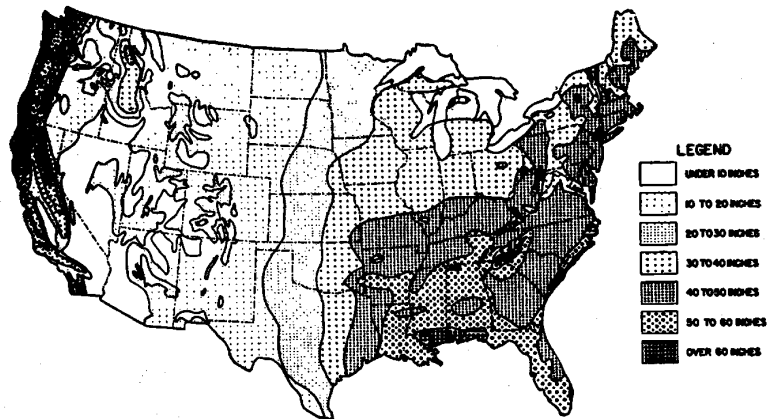 LEGEND
UNDER 10 INCHES
10 TO 20 INCHES
20 TO 30 INCHES
30 TO 40 INCHES
40 TO 50 INCHES
50 TO 60 INCHES
OVER 60 INCHES